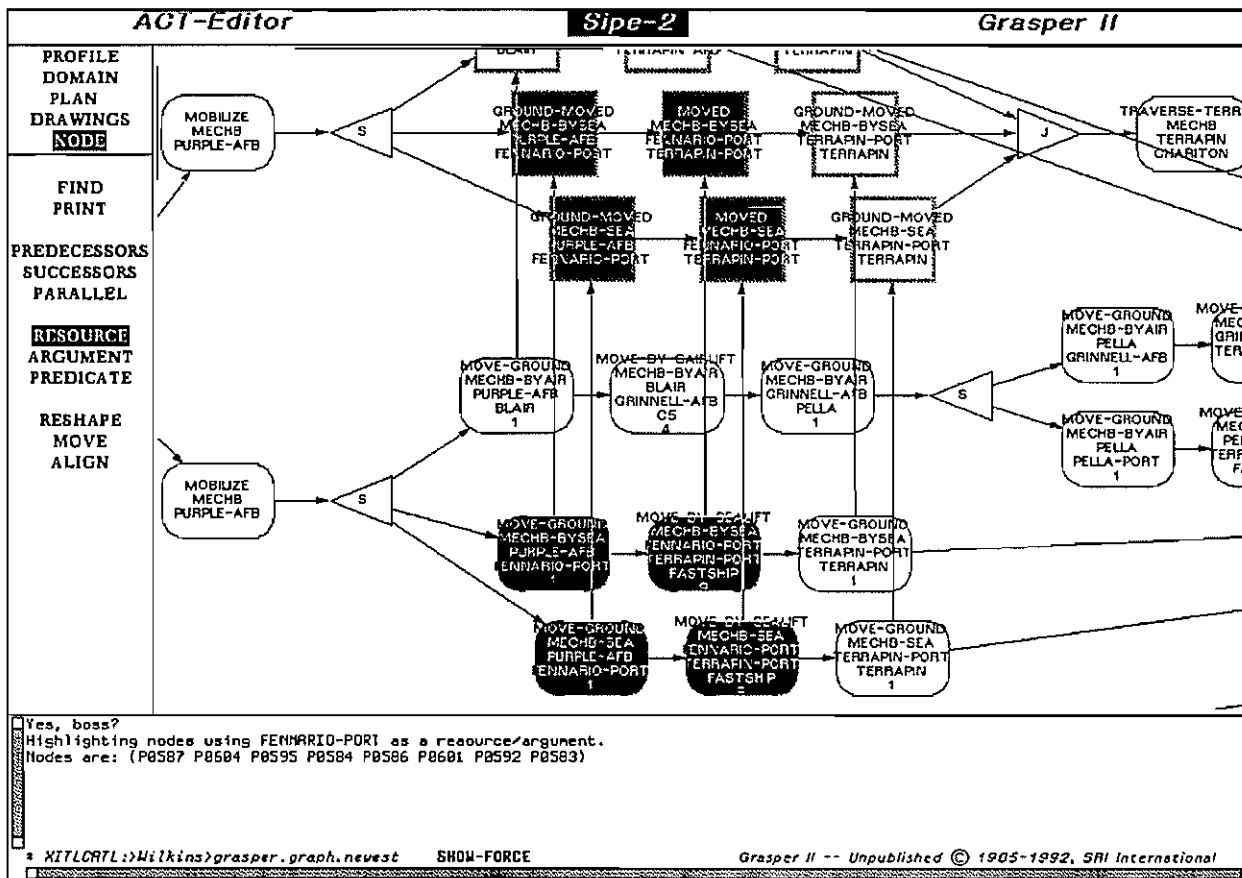 ACT-Editor
Sipe-2
Grasper II
PROFILE
DOMAIN
PLAN
DRAWINGS
NODE
FIND
PRINT
PREDECESSORS
SUCCESSORS
PARALLEL
RESOURCE
ARGUMENT
PREDICATE
RESHAPE
MOVE
ALIGN
BLAIR
TERRAPIN
MOBILIZE
MECHB
PURPLE-AFB
S
GROUND-MOVED
MECHB-BYSEA
PURPLE-AFB
FENNARIO-PORT
MOVED
MECHB-BYSEA
FENNARIO-PORT
TERRAPIN-PORT
GROUND-MOVED
MECHB-BYSEA
TERRAPIN-PORT
TERRAPIN
J
TRAVERSE-TERR
MECHB
TERRAPIN
CHARITON
GROUND-MOVED
MECHB-SEA
PURPLE-AFB
FENNARIO-PORT
MOVED
MECHB-SEA
FENNARIO-PORT
TERRAPIN-PORT
GROUND-MOVED
MECHB-SEA
TERRAPIN-PORT
TERRAPIN
MOVE-GROUND
MECHB-BYAIR
PURPLE-AFB
BLAIR
1
MECHB-BYAIR
BLAIR
GRINNELL-AFB
C5
4
MOVE-GROUND
MECHB-BYAIR
GRINNELL-AFB
PELLA
1
S
MOVE-GROUND
MECHB-BYAIR
PELLA
GRINNELL-AFB
1
MOVE-GROUND
MECHB-BYAIR
PELLA
PELLA-PORT
1
MOBILIZE
MECHB
PURPLE-AFB
S
MOVE-GROUND
MECHB-BYSEA
PURPLE-AFB
FENNARIO-PORT
1
MOVE-BY-SEALIFT
MECHB-BYSEA
FENNARIO-PORT
TERRAPIN-PORT
FASTSHIP
MOVE-GROUND
MECHB-BYSEA
TERRAPIN-PORT
TERRAPIN
1
MOVE-GROUND
MECHB-SEA
PURPLE-AFB
FENNARIO-PORT
1
MOVE-BY-SEALIFT
MECHB-SEA
FENNARIO-PORT
TERRAPIN-PORT
FASTSHIP
MOVE-GROUND
MECHB-SEA
TERRAPIN-PORT
TERRAPIN
1
Yes, boss?
Highlighting nodes using FENNARIO-PORT as a resource/argument.
Nodes are: (P0587 P0604 P0595 P0584 P0586 P0601 P0592 P0583)
* XITLCRTL:>Wilkins>grasper.graph.newest SHOW-FORCE
Grasper II -- Unpublished © 1985-1992, SRI International